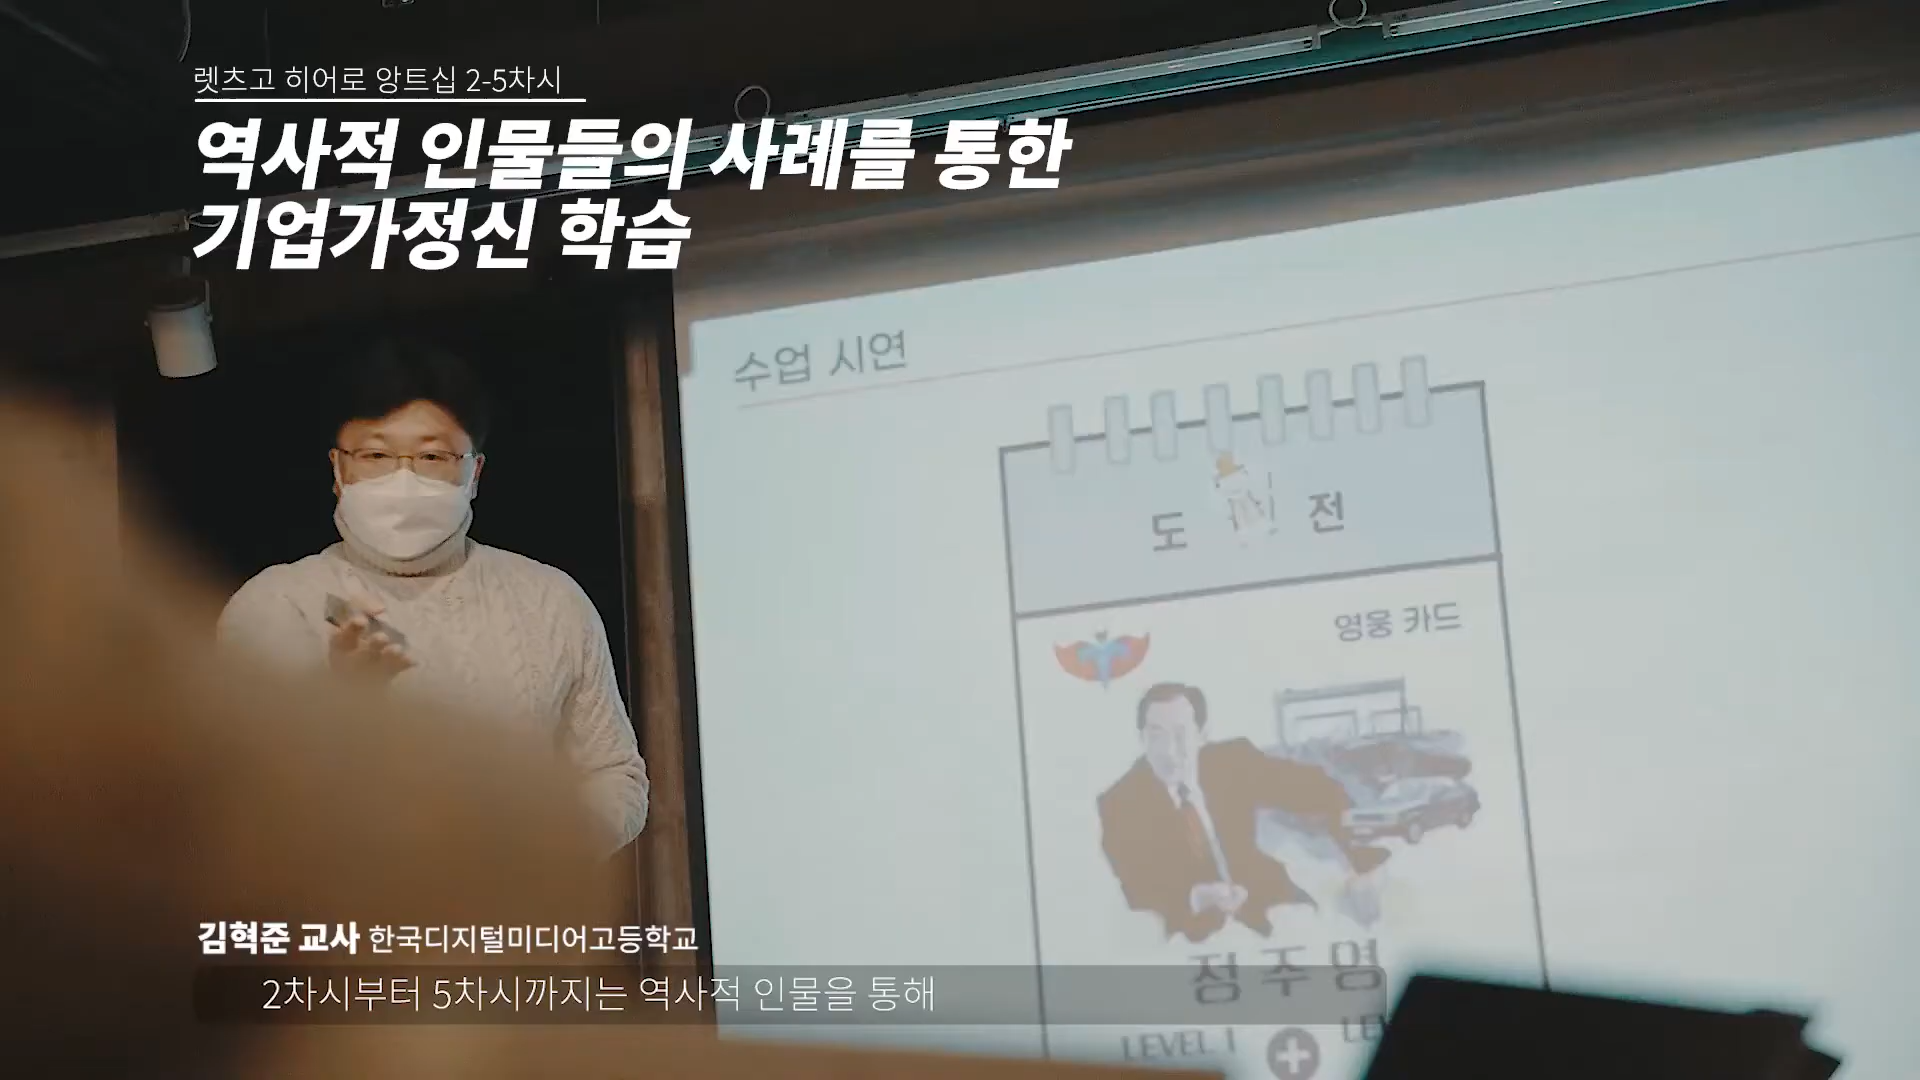 렛츠고 히어로 앙트십 2-5차시
역사적 인물들의 사례를 통한
기업가정신 학습
수업 시연
도 전
영웅 카드
정주영
LEVEL 1
김혁준 교사 한국디지털미디어고등학교
2차시부터 5차시까지는 역사적 인물을 통해